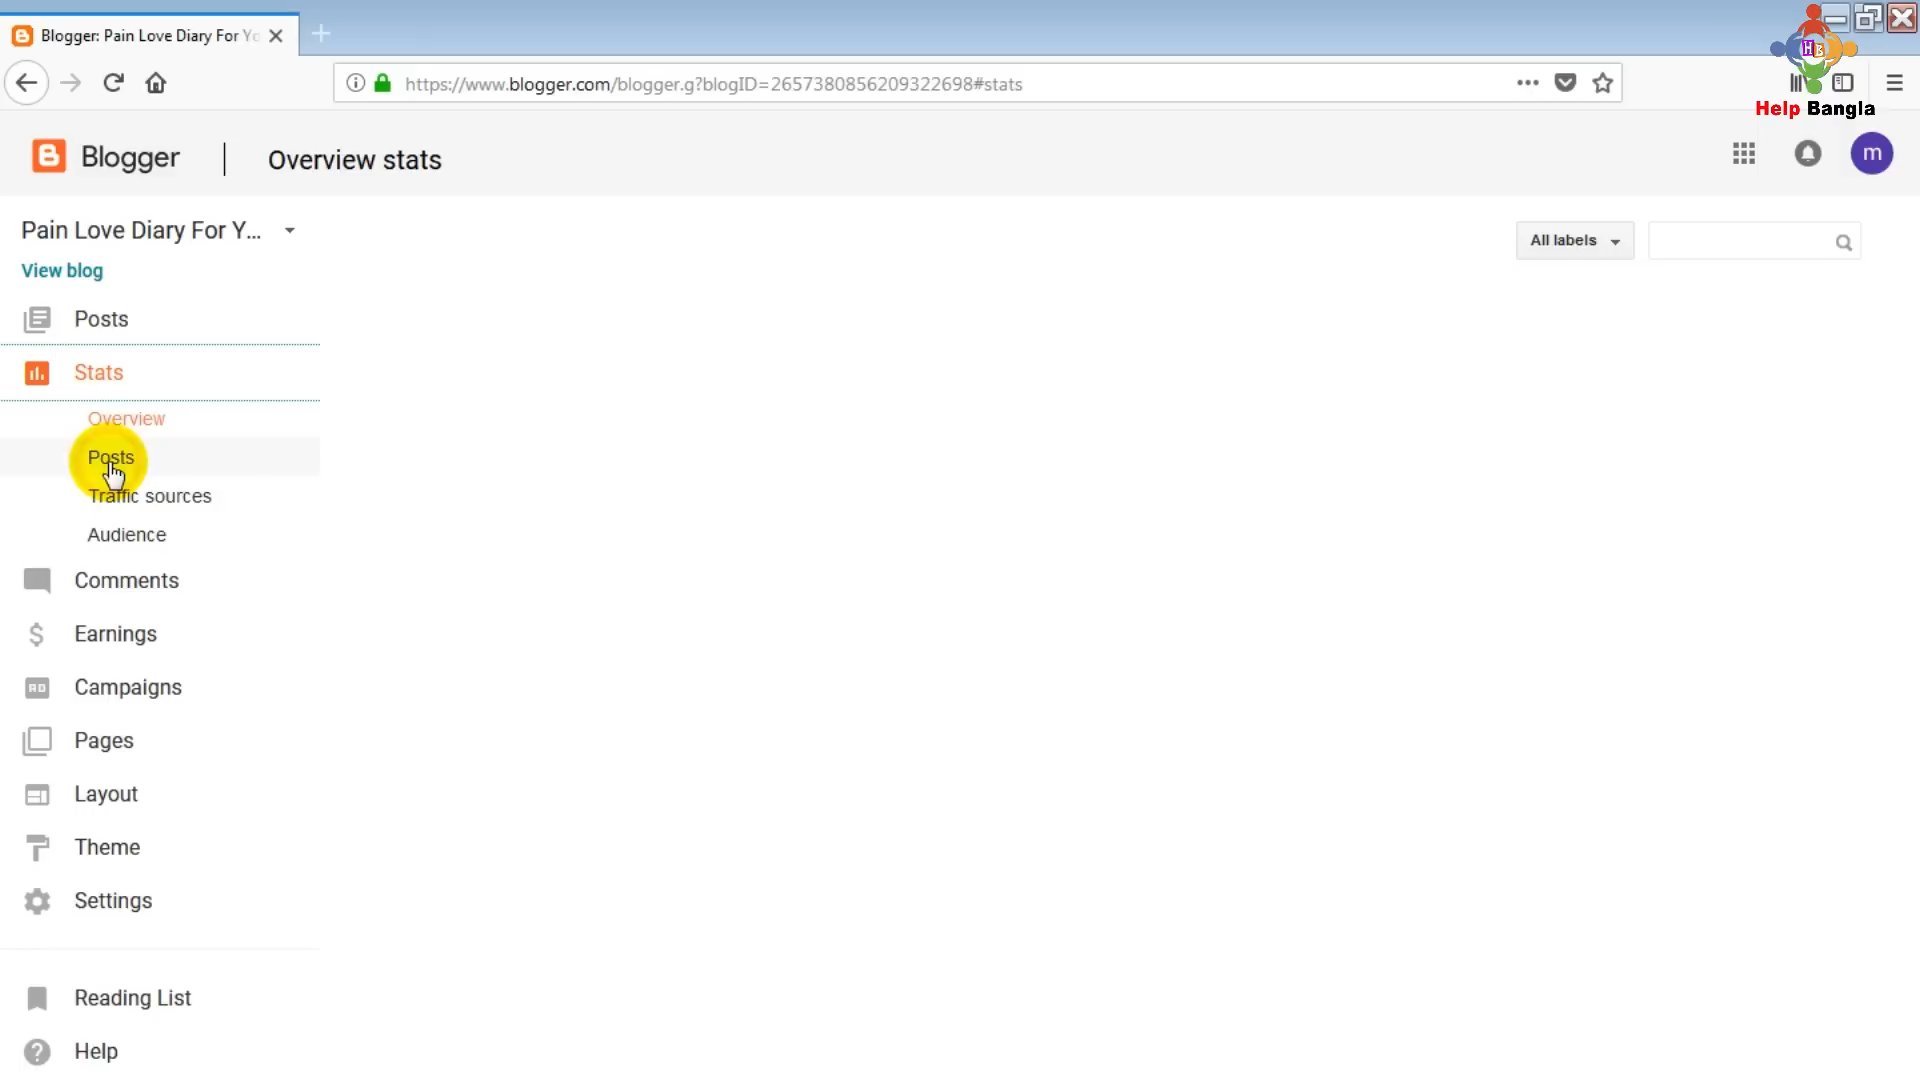 Blogger: Pain Love Diary For Yo
https://www.blogger.com/blogger.g?blogID=2657380856209322698#stats
HB
Help Bangla
Blogger
Overview stats
m
Pain Love Diary For Y...
All labels
View blog
Posts
Stats
Overview
Posts
Traffic sources
Audience
Comments
Earnings
Campaigns
Pages
Layout
Theme
Settings
Reading List
Help